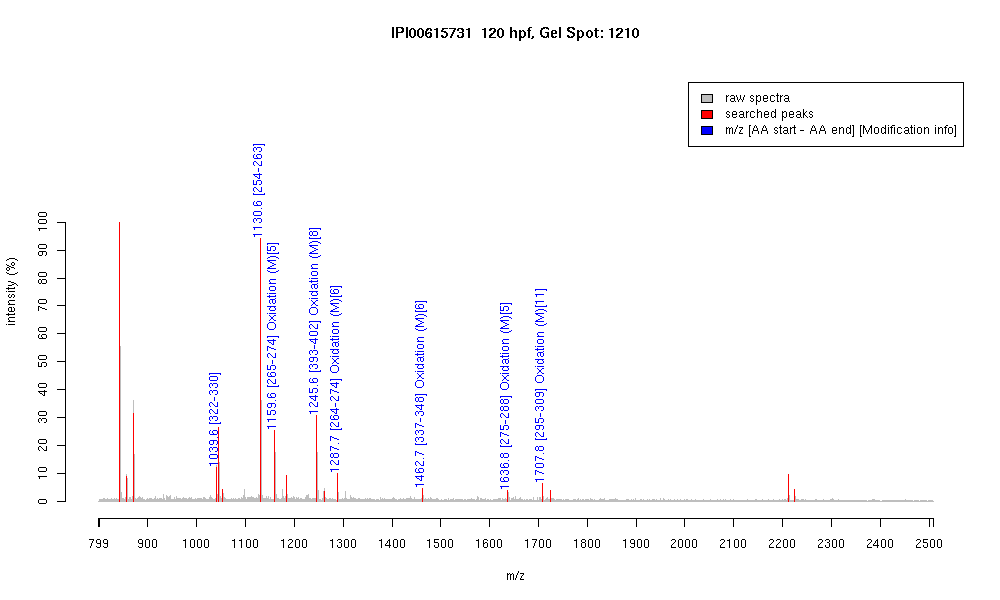 IPI00615731 120 hpf, Gel Spot: 1210
raw spectra
searched peaks
m/z [AA start - AA end] [Modification info]
intensity (%)
100
90
80
70
60
50
40
30
20
10
0
1039.6 [322-330]
1130.6 [254-263]
1159.6 [265-274] Oxidation (M)[5]
1245.6 [393-402] Oxidation (M)[8]
1287.7 [264-274] Oxidation (M)[6]
1462.7 [337-348] Oxidation (M)[6]
1636.8 [275-288] Oxidation (M)[5]
1707.8 [295-309] Oxidation (M)[11]
799 900 1000 1100 1200 1300 1400 1500 1600 1700 1800 1900 2000 2100 2200 2300 2400 2500
m/z